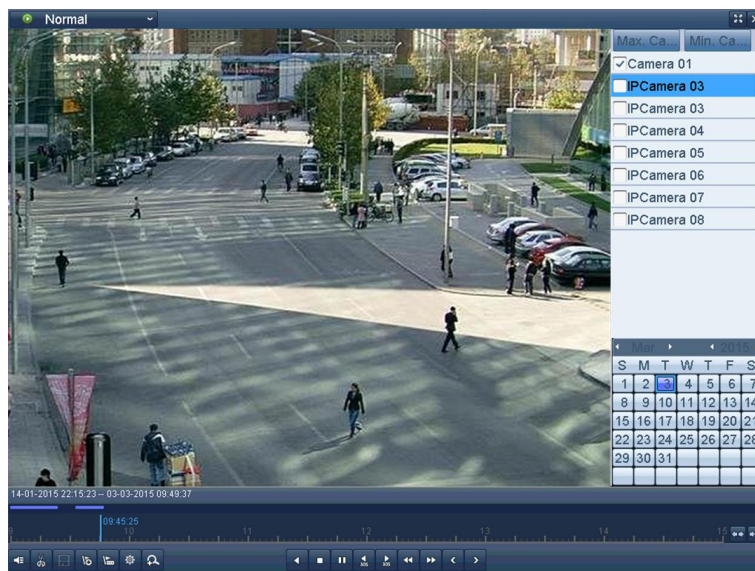 Normal
Max. Ca... Min. Ca...
Camera 01
IPCamera 03
IPCamera 03
IPCamera 04
IPCamera 05
IPCamera 06
IPCamera 07
IPCamera 08
Mar 2015
S M T W T F S
1 2 3 4 5 6 7
8 9 10 11 12 13 14
15 16 17 18 19 20 21
22 23 24 25 26 27 28
29 30 31
14-01-2015 22:15:23 -- 03-03-2015 09:49:37
09:45:25
9 10 11 12 13 14 15
30S 30S